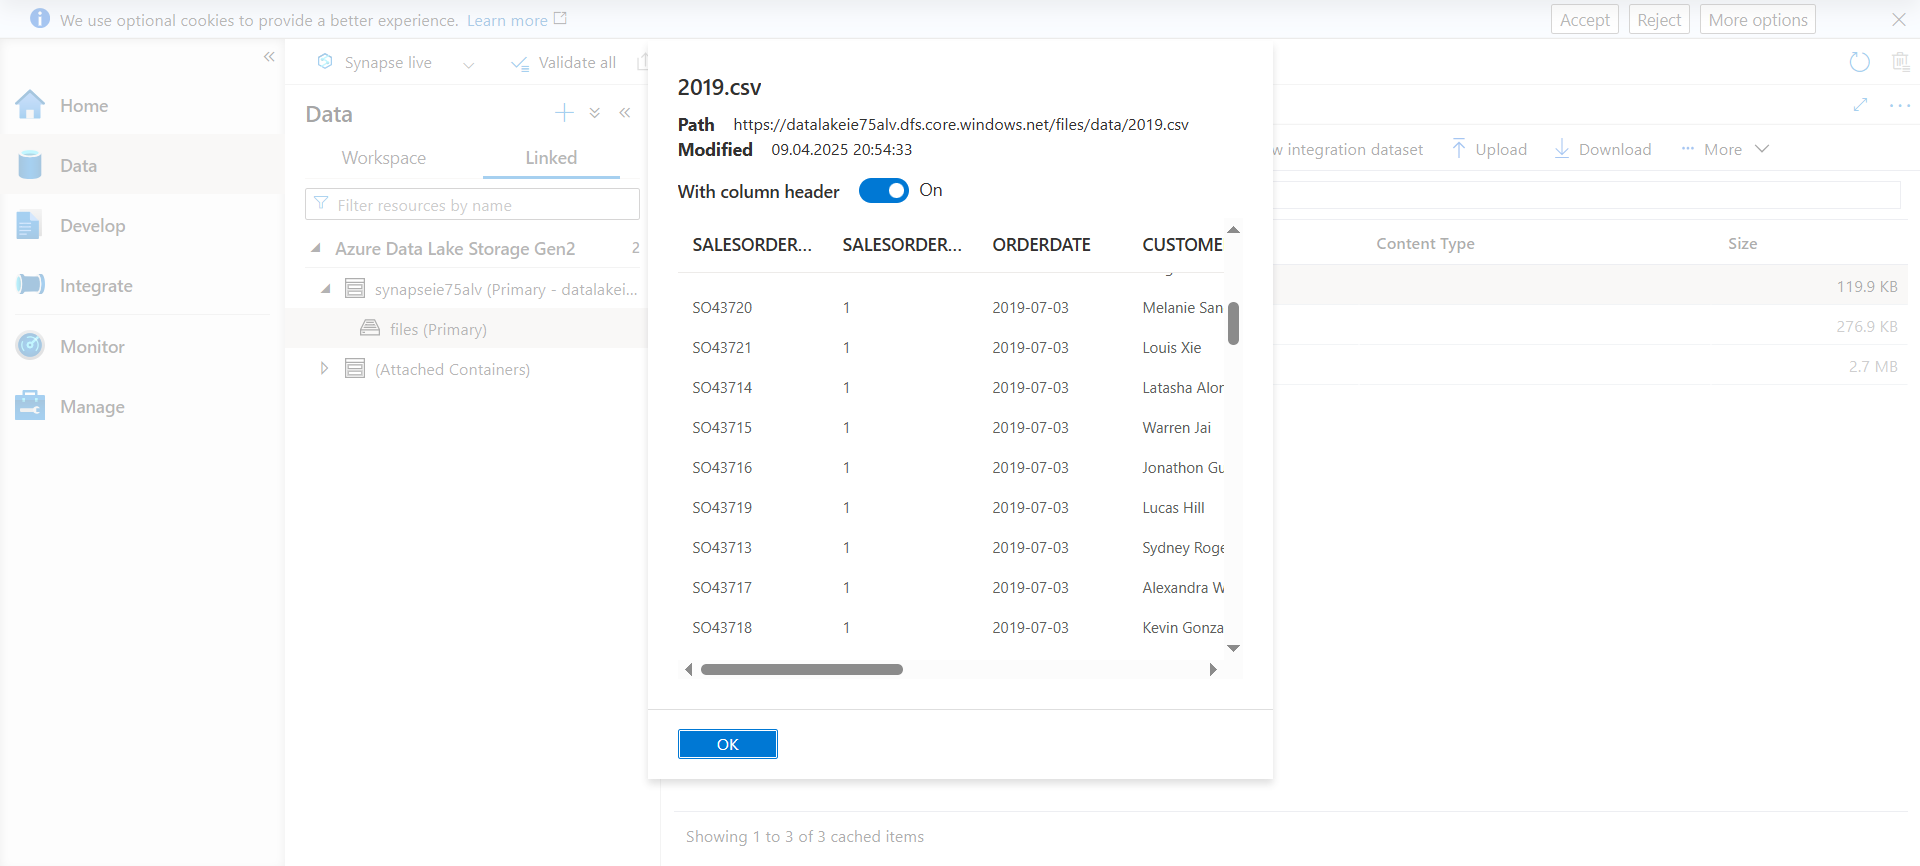 We use optional cookies to provide a better experience. Learn more
Accept
Reject
More options
Home
Data
Develop
Integrate
Monitor
Manage
Synapse live
Validate all
Data
Workspace
Linked
Filter resources by name
Azure Data Lake Storage Gen2 2
synapseie75alv (Primary - datalakei...
files (Primary)
(Attached Containers)
2019.csv
Path https://datalakeie75alv.dfs.core.windows.net/files/data/2019.csv
Modified 09.04.2025 20:54:33
With column header On
SALESORDER... SALESORDER... ORDERDATE CUSTOME
SO43720 1 2019-07-03 Melanie San
SO43721 1 2019-07-03 Louis Xie
SO43714 1 2019-07-03 Latasha Alor
SO43715 1 2019-07-03 Warren Jai
SO43716 1 2019-07-03 Jonathon Gu
SO43719 1 2019-07-03 Lucas Hill
SO43713 1 2019-07-03 Sydney Roge
SO43717 1 2019-07-03 Alexandra W
SO43718 1 2019-07-03 Kevin Gonza
OK
w integration dataset
Upload
Download
More
Content Type Size
119.9 KB
276.9 KB
2.7 MB
Showing 1 to 3 of 3 cached items